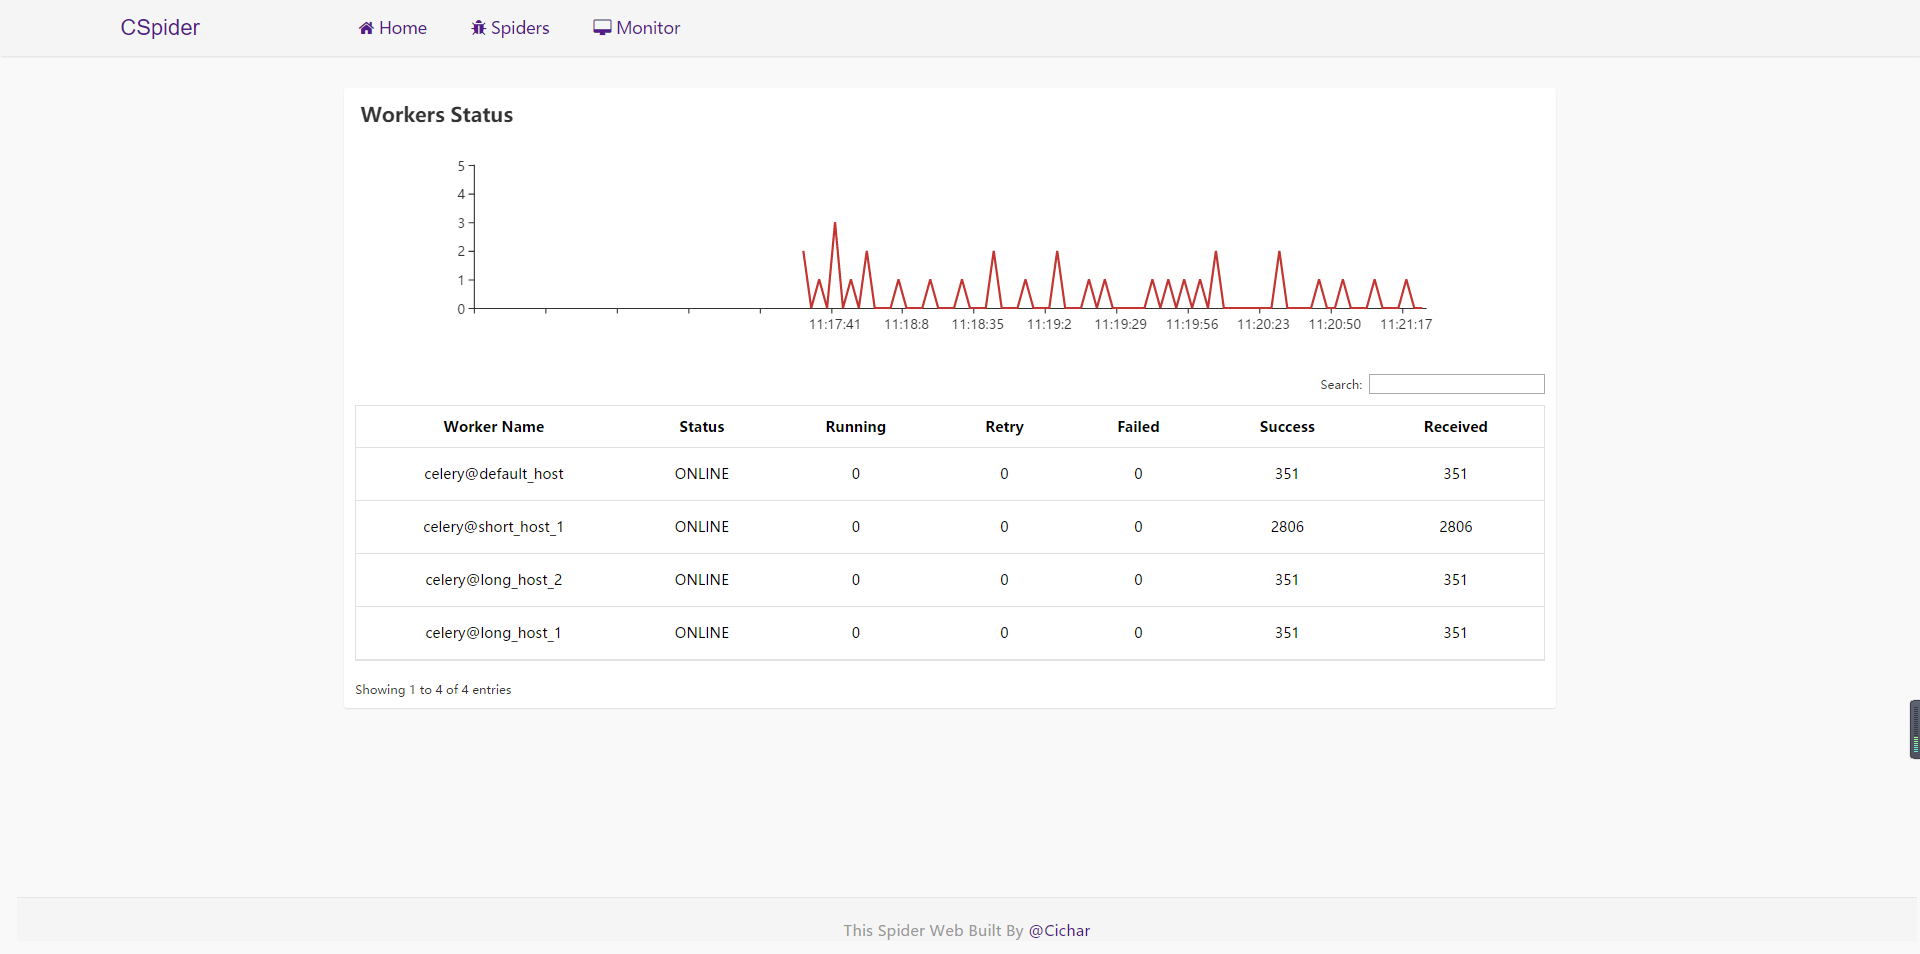 CSpider Home Spiders Monitor
Workers Status
5
4
3
2
1
0
11:17:41 11:18:8 11:18:35 11:19:2 11:19:29 11:19:56 11:20:23 11:20:50 11:21:17
Search:
Worker Name Status Running Retry Failed Success Received
celery@default_host ONLINE 0 0 0 351 351
celery@short_host_1 ONLINE 0 0 0 2806 2806
celery@long_host_2 ONLINE 0 0 0 351 351
celery@long_host_1 ONLINE 0 0 0 351 351
Showing 1 to 4 of 4 entries
This Spider Web Built By @Cichar